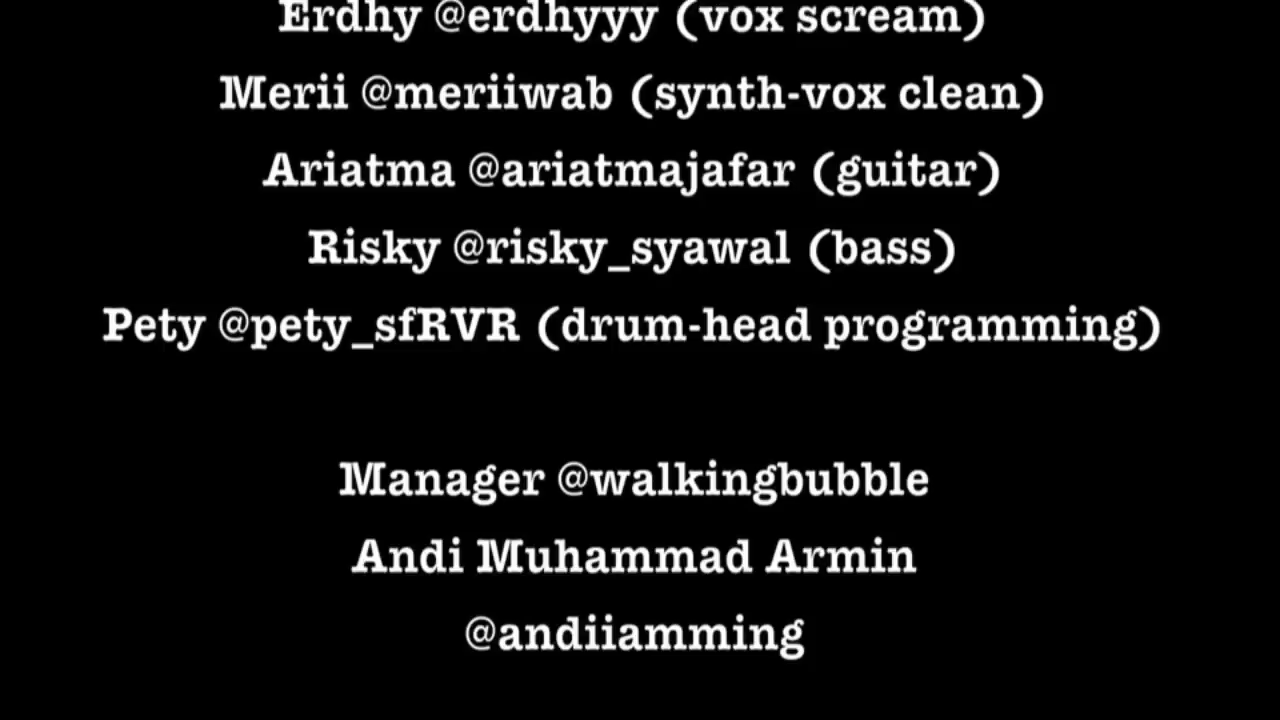 Erdhy @erdhyyy (vox scream)
Merii @meriiwab (synth-vox clean)
Ariatma @ariatmajafar (guitar)
Risky @risky_syawal (bass)
Pety @pety_sfRVR (drum-head programming)
Manager @walkingbubble
Andi Muhammad Armin
@andiiamming